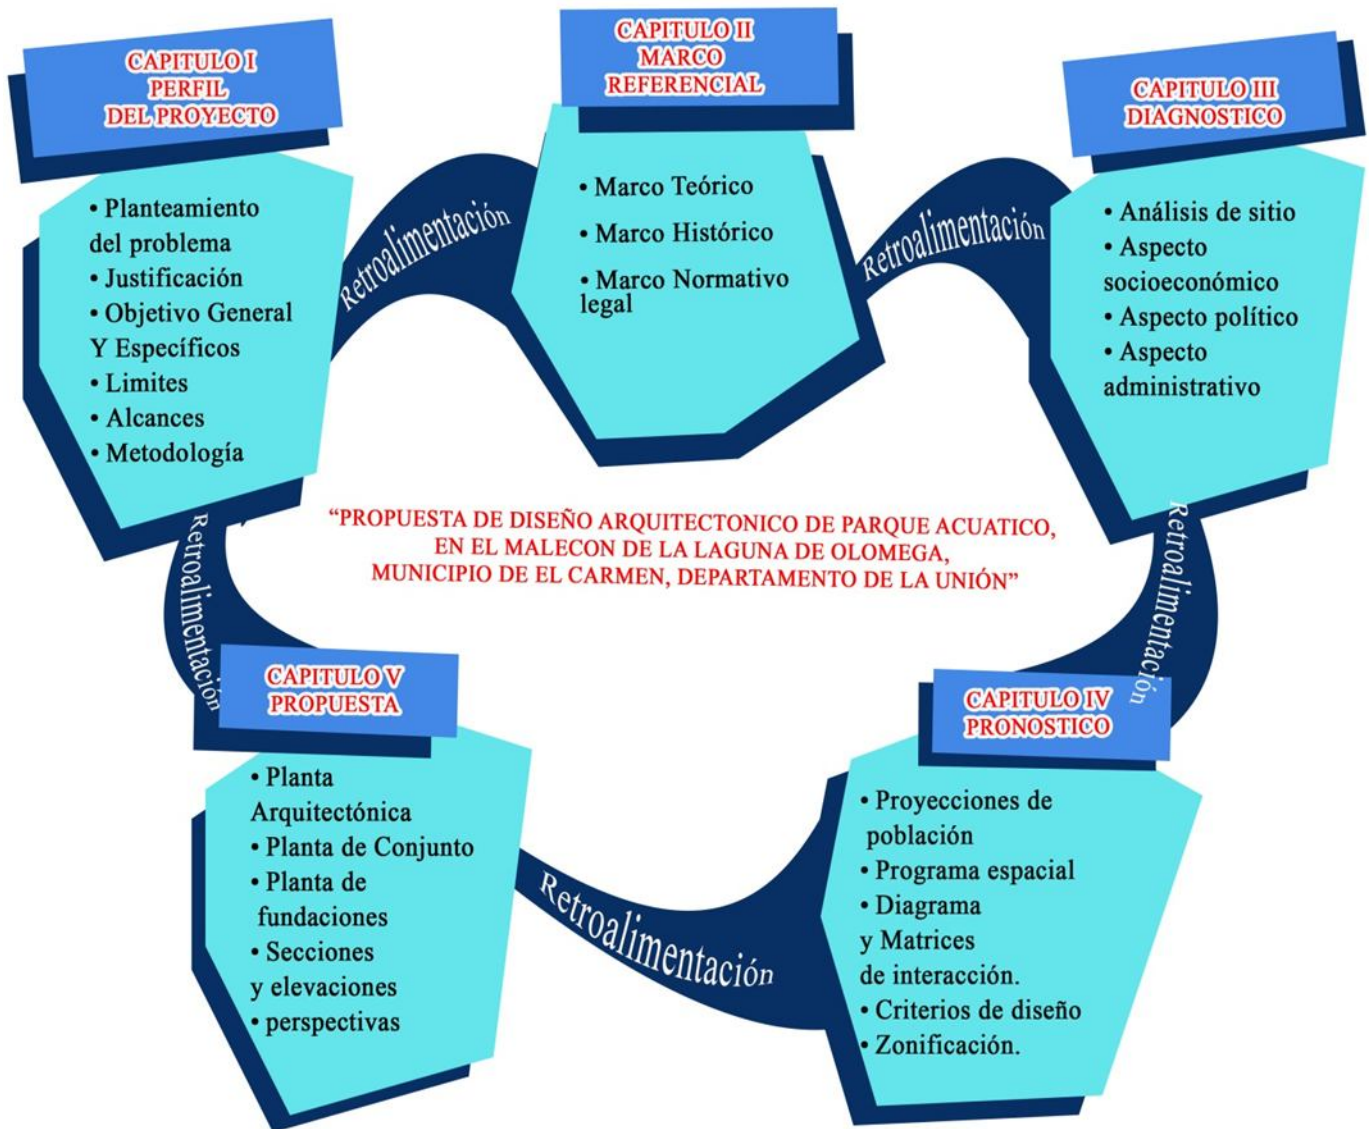 CAPITULO I
PERFIL
DEL PROYECTO
• Planteamiento
del problema
• Justificación
• Objetivo General
Y Específicos
• Limites
• Alcances
• Metodología
Retroalimentación
CAPITULO II
MARCO
REFERENCIAL
• Marco Teórico
• Marco Histórico
• Marco Normativo
legal
Retroalimentación
CAPITULO III
DIAGNOSTICO
• Análisis de sitio
• Aspecto
socioeconómico
• Aspecto político
• Aspecto
administrativo
Retroalimentación
“PROPUESTA DE DISEÑO ARQUITECTONICO DE PARQUE ACUATICO,
EN EL MALECON DE LA LAGUNA DE OLOMEGA,
MUNICIPIO DE EL CARMEN, DEPARTAMENTO DE LA UNIÓN”
CAPITULO IV
PRONOSTICO
• Proyecciones de
población
• Programa espacial
• Diagrama
y Matrices
de interacción.
• Criterios de diseño
• Zonificación.
Retroalimentación
CAPITULO V
PROPUESTA
• Planta
Arquitectónica
• Planta de Conjunto
• Planta de
fundaciones
• Secciones
y elevaciones
• perspectivas
Retroalimentación